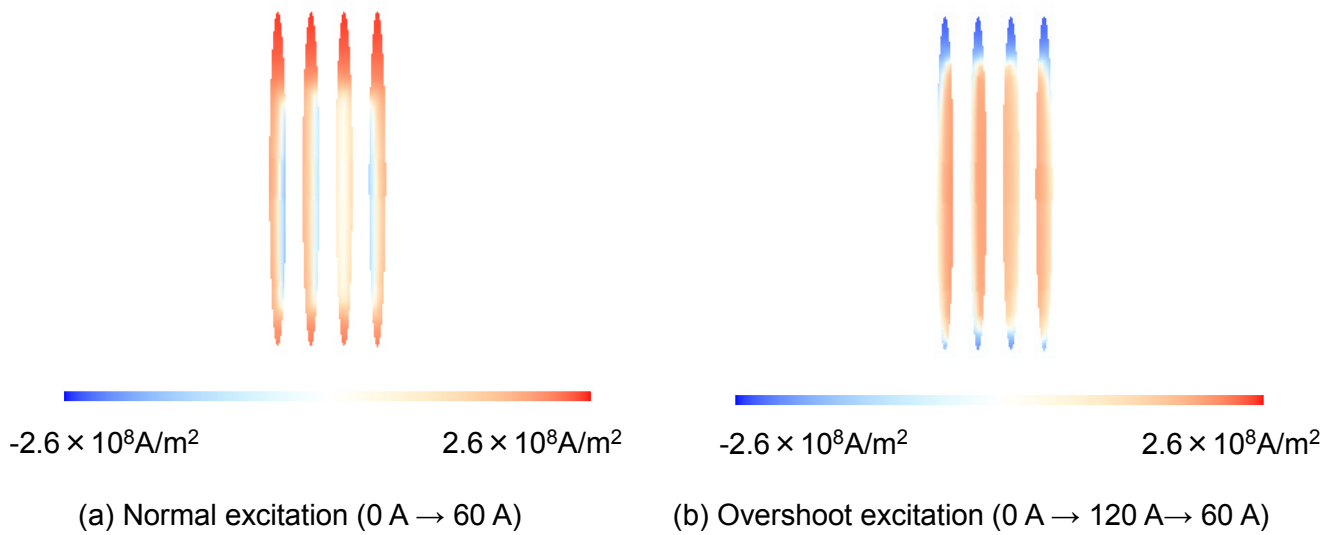 -2.6 × 10⁸A/m² 2.6 × 10⁸A/m² -2.6 × 10⁸A/m² 2.6 × 10⁸A/m²
(a) Normal excitation (0 A → 60 A) (b) Overshoot excitation (0 A → 120 A→ 60 A)